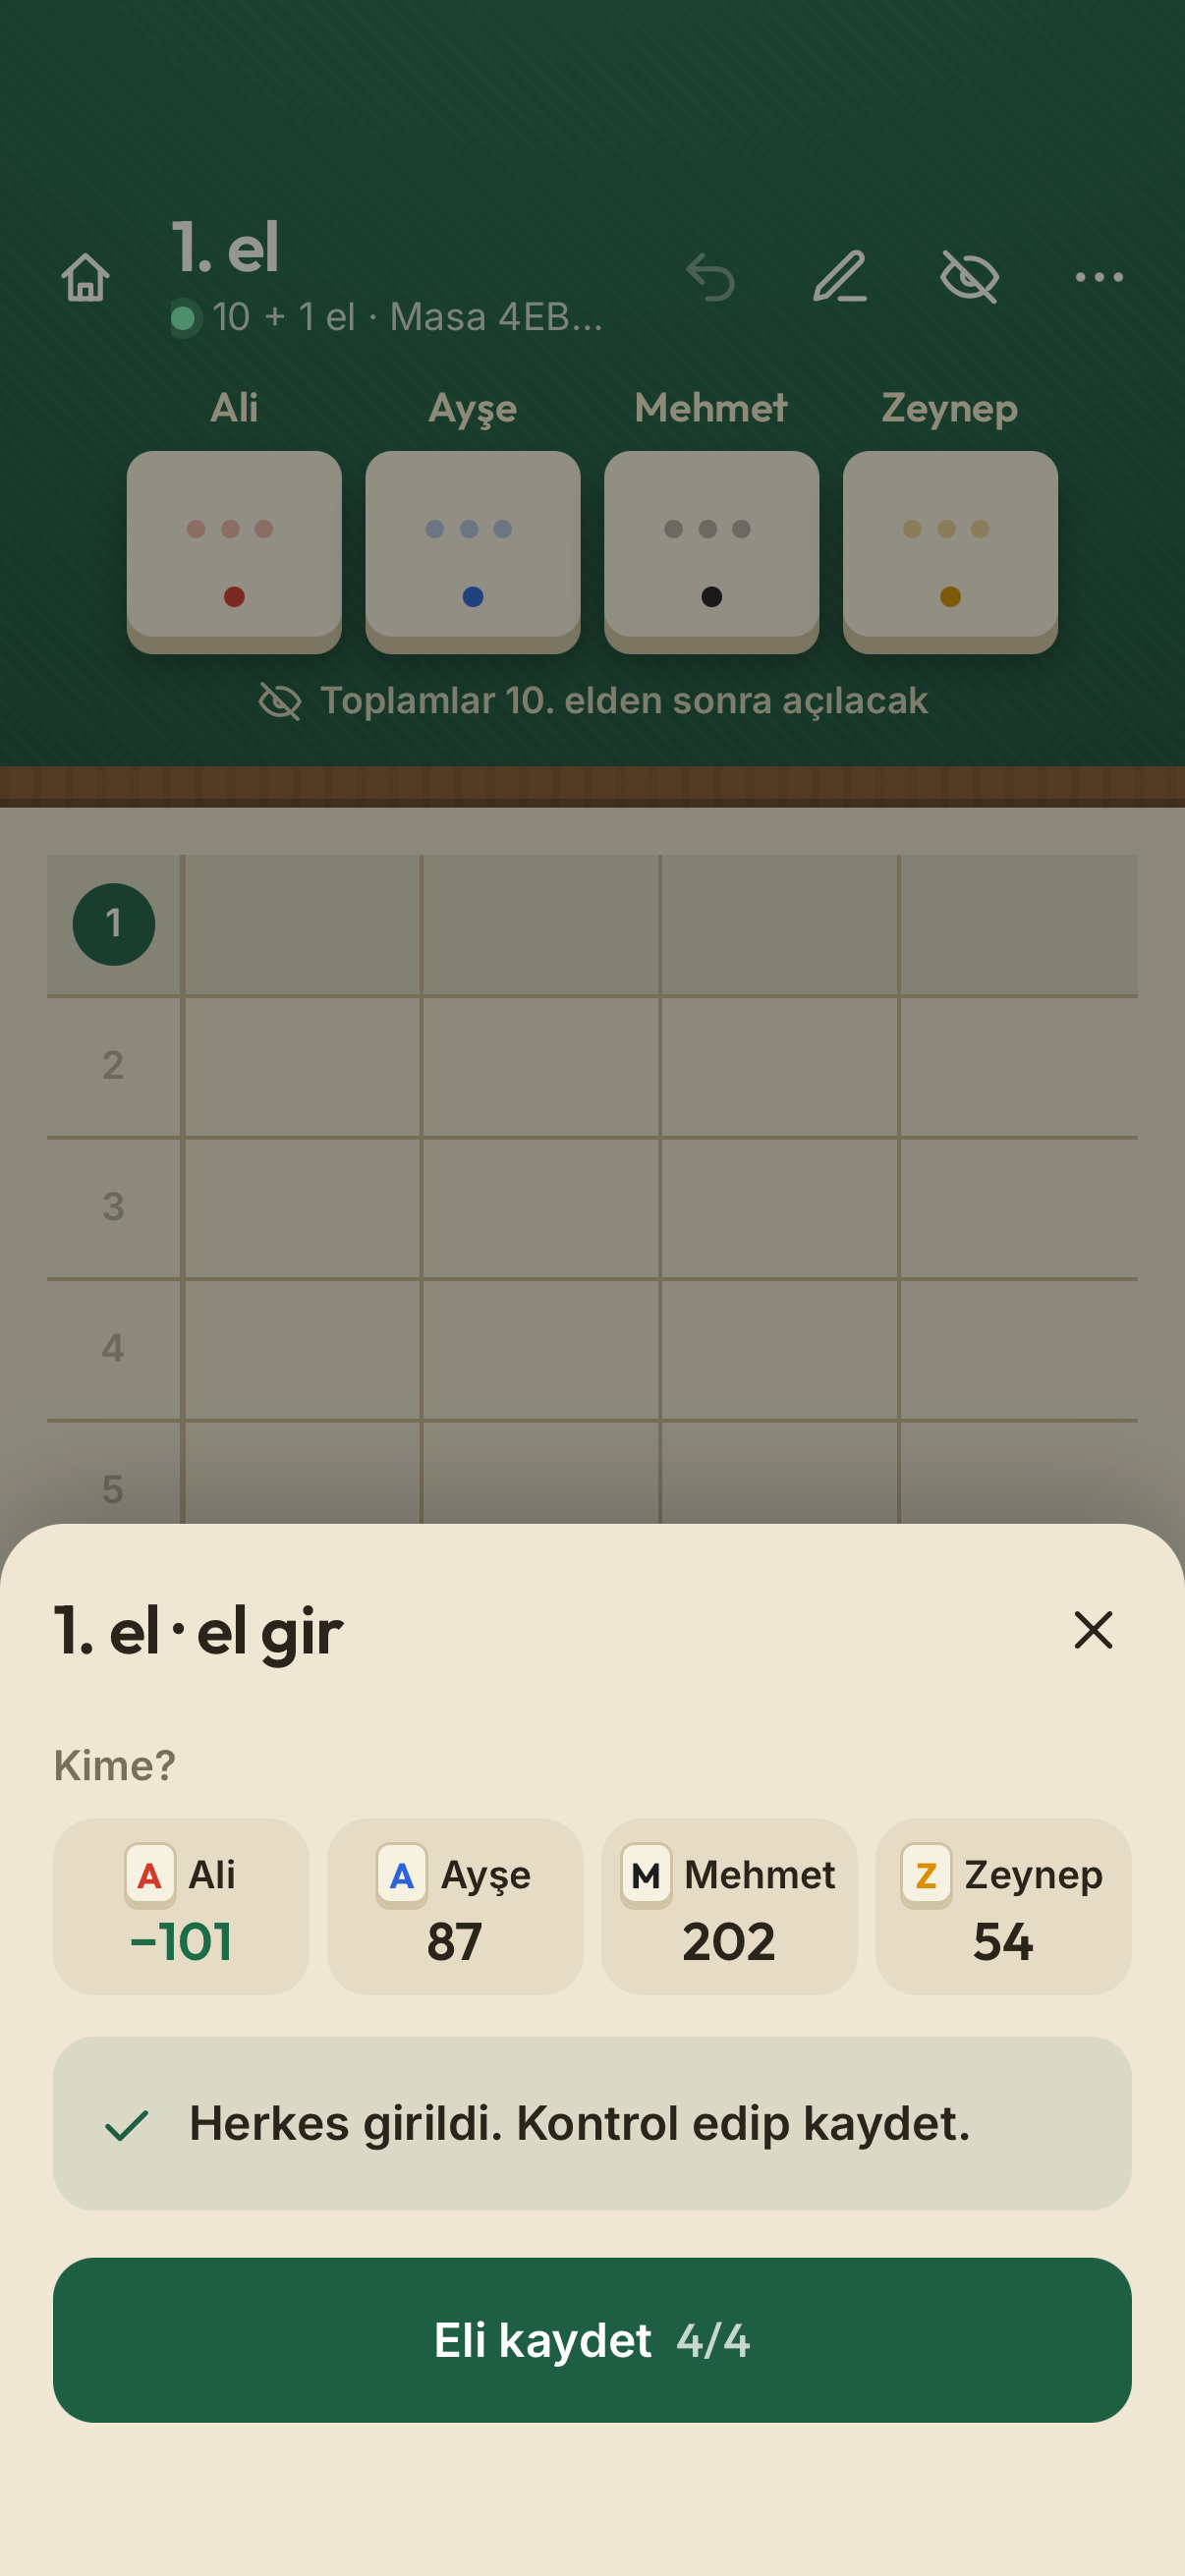 1. el
10 + 1 el · Masa 4EB...
Ali Ayşe Mehmet Zeynep
Toplamlar 10. elden sonra açılacak
1
2
3
4
5
1. el · el gir
Kime?
A Ali A Ayşe M Mehmet Z Zeynep
−101 87 202 54
Herkes girildi. Kontrol edip kaydet.
Eli kaydet 4/4